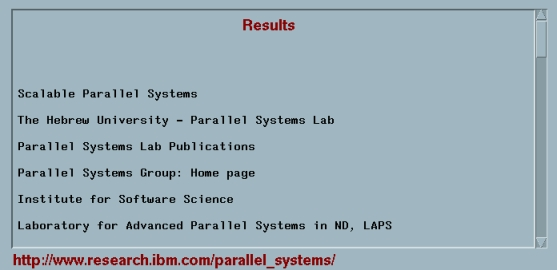 Results
Scalable Parallel Systems
The Hebrew University - Parallel Systems Lab
Parallel Systems Lab Publications
Parallel Systems Group: Home page
Institute for Software Science
Laboratory for Advanced Parallel Systems in ND, LAPS
http://www.research.ibm.com/parallel_systems/